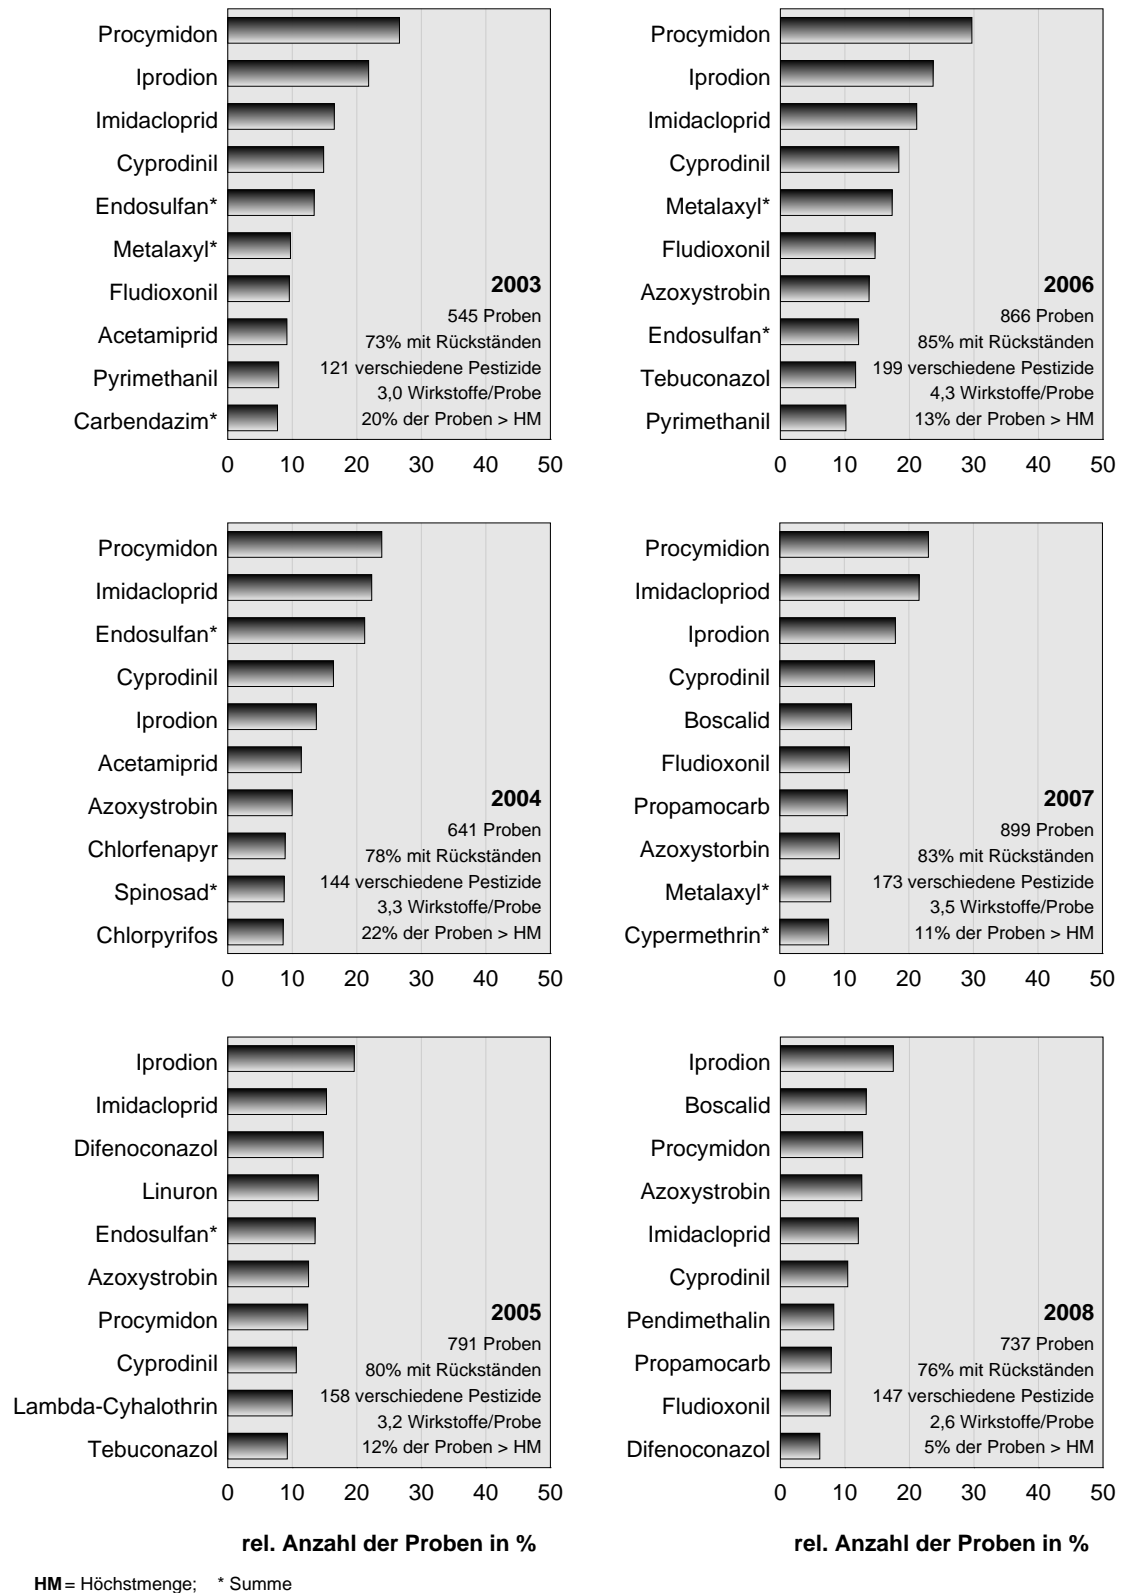 Procymidon
Iprodion
Imidacloprid
Cyprodinil
Endosulfan*
Metalaxyl*
Fludioxonil
Acetamiprid
Pyrimethanil
Carbendazim*
2003
545 Proben
73% mit Rückständen
121 verschiedene Pestizide
3,0 Wirkstoffe/Probe
20% der Proben > HM
0 10 20 30 40 50
Procymidon
Iprodion
Imidacloprid
Cyprodinil
Metalaxyl*
Fludioxonil
Azoxystrobin
Endosulfan*
Tebuconazol
Pyrimethanil
2006
866 Proben
85% mit Rückständen
199 verschiedene Pestizide
4,3 Wirkstoffe/Probe
13% der Proben > HM
0 10 20 30 40 50
Procymidon
Imidacloprid
Endosulfan*
Cyprodinil
Iprodion
Acetamiprid
Azoxystrobin
Chlorfenapyr
Spinosad*
Chlorpyrifos
2004
641 Proben
78% mit Rückständen
144 verschiedene Pestizide
3,3 Wirkstoffe/Probe
22% der Proben > HM
0 10 20 30 40 50
Procymidion
Imidaclopriod
Iprodion
Cyprodinil
Boscalid
Fludioxonil
Propamocarb
Azoxystorbin
Metalaxyl*
Cypermethrin*
2007
899 Proben
83% mit Rückständen
173 verschiedene Pestizide
3,5 Wirkstoffe/Probe
11% der Proben > HM
0 10 20 30 40 50
Iprodion
Imidacloprid
Difenoconazol
Linuron
Endosulfan*
Azoxystrobin
Procymidon
Cyprodinil
Lambda-Cyhalothrin
Tebuconazol
2005
791 Proben
80% mit Rückständen
158 verschiedene Pestizide
3,2 Wirkstoffe/Probe
12% der Proben > HM
0 10 20 30 40 50
rel. Anzahl der Proben in %
Iprodion
Boscalid
Procymidon
Azoxystrobin
Imidacloprid
Cyprodinil
Pendimethalin
Propamocarb
Fludioxonil
Difenoconazol
2008
737 Proben
76% mit Rückständen
147 verschiedene Pestizide
2,6 Wirkstoffe/Probe
5% der Proben > HM
0 10 20 30 40 50
rel. Anzahl der Proben in %
HM = Höchstmenge; * Summe